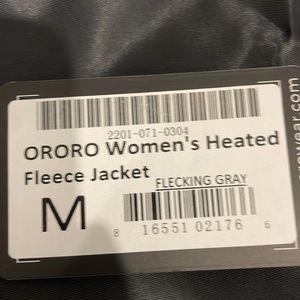 2201-071-0304
ORORO Women's Heated
Fleece Jacket
FLECKING GRAY
M
8 16551 02176 6